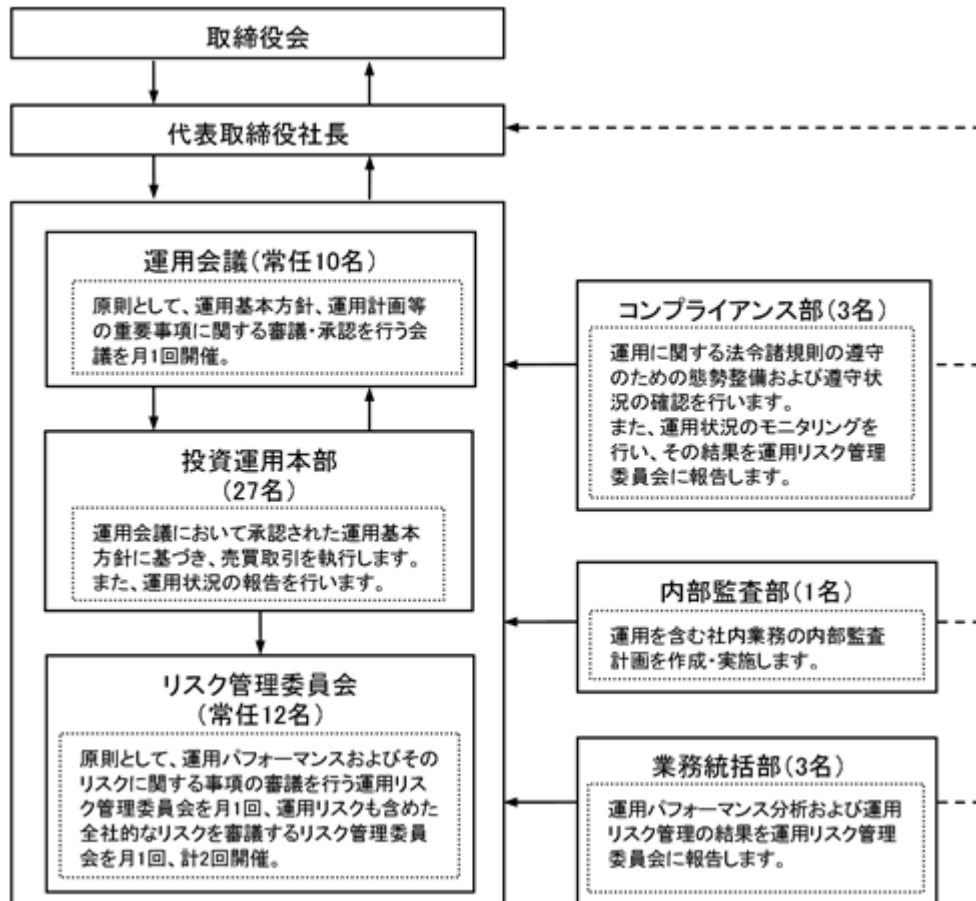 取締役会
代表取締役社長
運用会議(常任10名)
原則として、運用基本方針、運用計画等
の重要事項に関する審議・承認を行う会
議を月1回開催。
投資運用本部
(27名)
運用会議において承認された運用基本
方針に基づき、売買取引を執行します。
また、運用状況の報告を行います。
リスク管理委員会
(常任12名)
原則として、運用パフォーマンスおよびその
リスクに関する事項の審議を行う運用リス
ク管理委員会を月1回、運用リスクも含めた
全社的なリスクを審議するリスク管理委員
会を月1回、計2回開催。
コンプライアンス部(3名)
運用に関する法令諸規則の遵守
のための態勢整備および遵守状
況の確認を行います。
また、運用状況のモニタリングを
行い、その結果を運用リスク管理
委員会に報告します。
内部監査部(1名)
運用を含む社内業務の内部監査
計画を作成・実施します。
業務統括部(3名)
運用パフォーマンス分析および運用
リスク管理の結果を運用リスク管理
委員会に報告します。